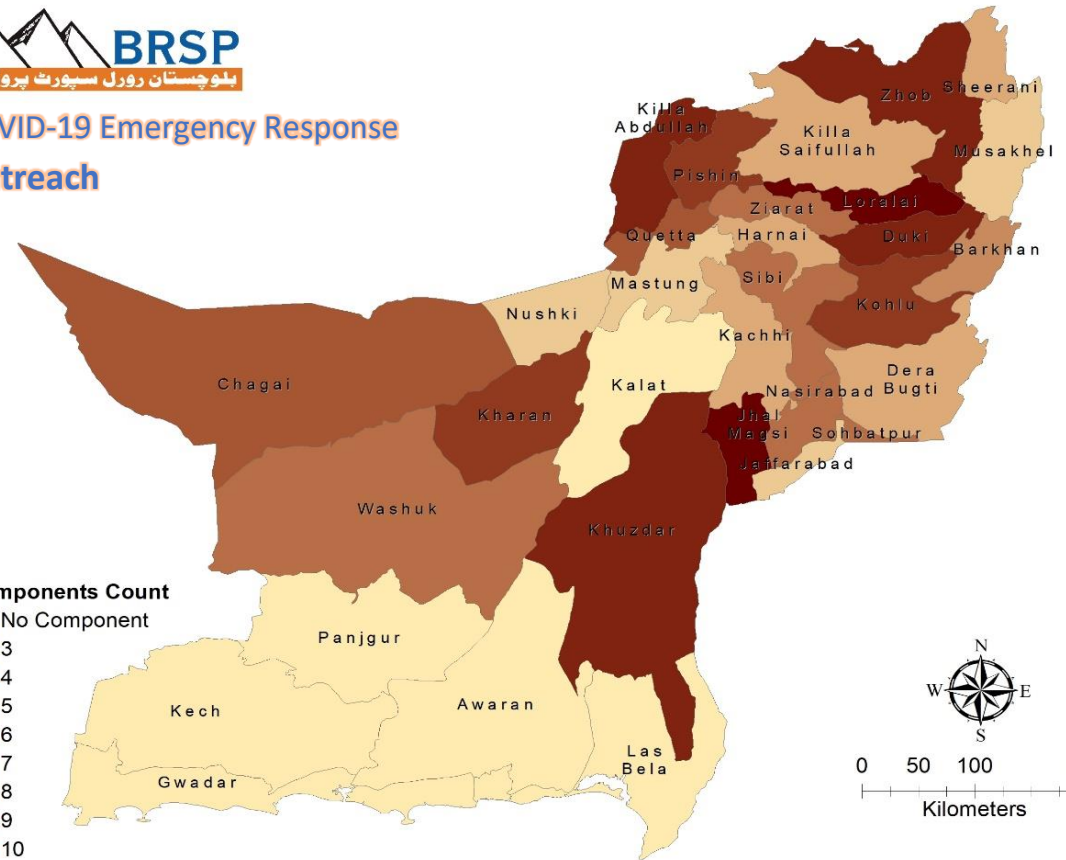 BRSP
بلوچستان رورل سپورٹ پرو
VID-19 Emergency Response
treach
Zhob
Sheerani
Killa
Abdullah
Killa
Saifullah
Musakhel
Pishin
Loralai
Ziarat
Quetta
Harnai
Duki
Barkhan
Mastung
Sibi
Nushki
Kohlu
Kachhi
Chagai
Kalat
Dera
Bugti
Nasirabad
Kharan
Jhal
Magsi
Sohbatpur
Jaffarabad
Washuk
Khuzdar
mponents Count
No Component
3
4
5
6
7
8
9
10
Panjgur
Kech
Awaran
Gwadar
Las
Bela
N
W E
S
0 50 100
Kilometers